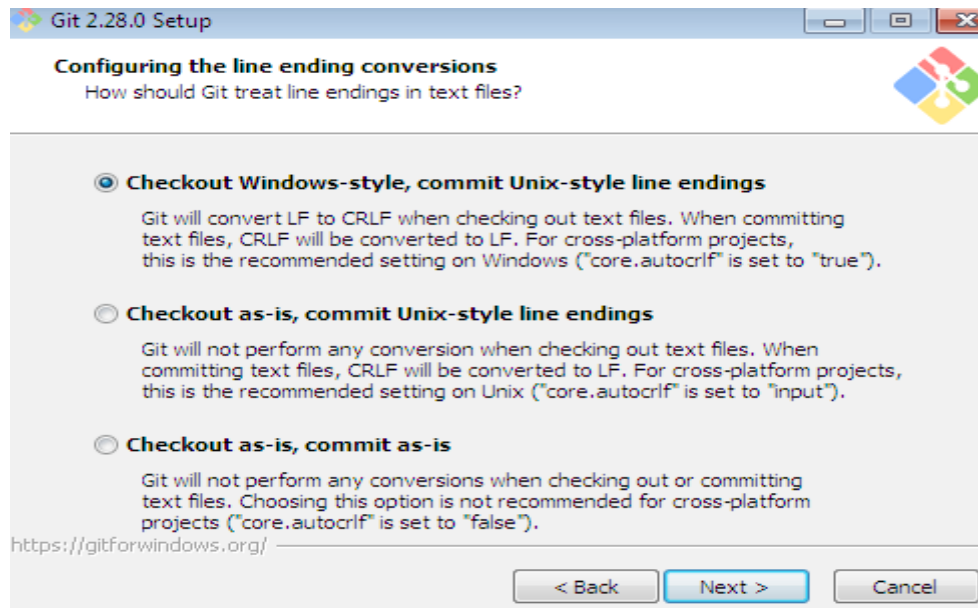 Git 2.28.0 Setup
Configuring the line ending conversions
How should Git treat line endings in text files?
Checkout Windows-style, commit Unix-style line endings
Git will convert LF to CRLF when checking out text files. When committing
text files, CRLF will be converted to LF. For cross-platform projects,
this is the recommended setting on Windows ("core.autocrlf" is set to "true").
Checkout as-is, commit Unix-style line endings
Git will not perform any conversion when checking out text files. When
committing text files, CRLF will be converted to LF. For cross-platform projects,
this is the recommended setting on Unix ("core.autocrlf" is set to "input").
Checkout as-is, commit as-is
Git will not perform any conversions when checking out or committing
text files. Choosing this option is not recommended for cross-platform
projects ("core.autocrlf" is set to "false").
https://gitforwindows.org/
< Back Next > Cancel